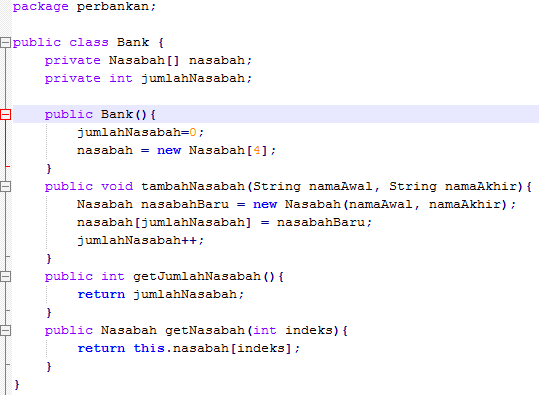 package perbankan;
public class Bank {
    private Nasabah[] nasabah;
    private int jumlahNasabah;
    public Bank(){
        jumlahNasabah=0;
        nasabah = new Nasabah[4];
    }
    public void tambahNasabah(String namaAwal, String namaAkhir){
        Nasabah nasabahBaru = new Nasabah(namaAwal, namaAkhir);
        nasabah[jumlahNasabah] = nasabahBaru;
        jumlahNasabah++;
    }
    public int getJumlahNasabah(){
        return jumlahNasabah;
    }
    public Nasabah getNasabah(int indeks){
        return this.nasabah[indeks];
    }
}